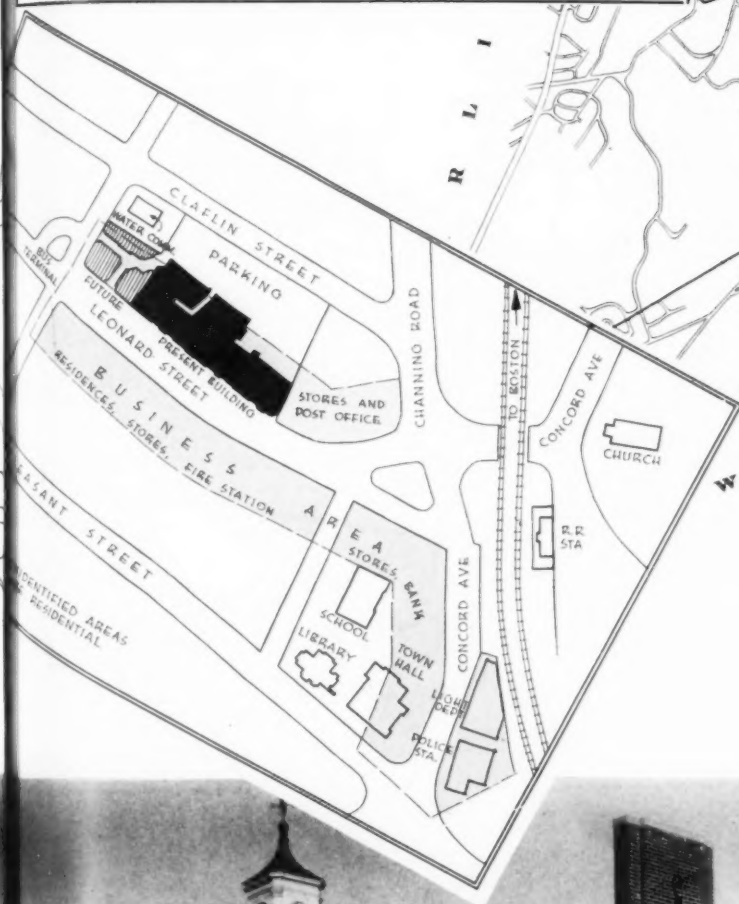 R L I
CLAFLIN STREET
WATER COMM.
PARKING
BUS
TERMINAL
FUTURE
PRESENT BUILDING
LEONARD STREET
CHANNING ROAD
TO BOSTON
CONCORD AVE
CHURCH
STORES AND
POST OFFICE
BUSINESS AREA
RESIDENCES, STORES, FIRE STATION
STORES, BANK
R.R.
STA
EASANT STREET
SCHOOL
LIBRARY
TOWN
HALL
CONCORD AVE
LIGHT
DEPT
POLICE
STA.
IDENTIFIED AREAS
RESIDENTIAL
W